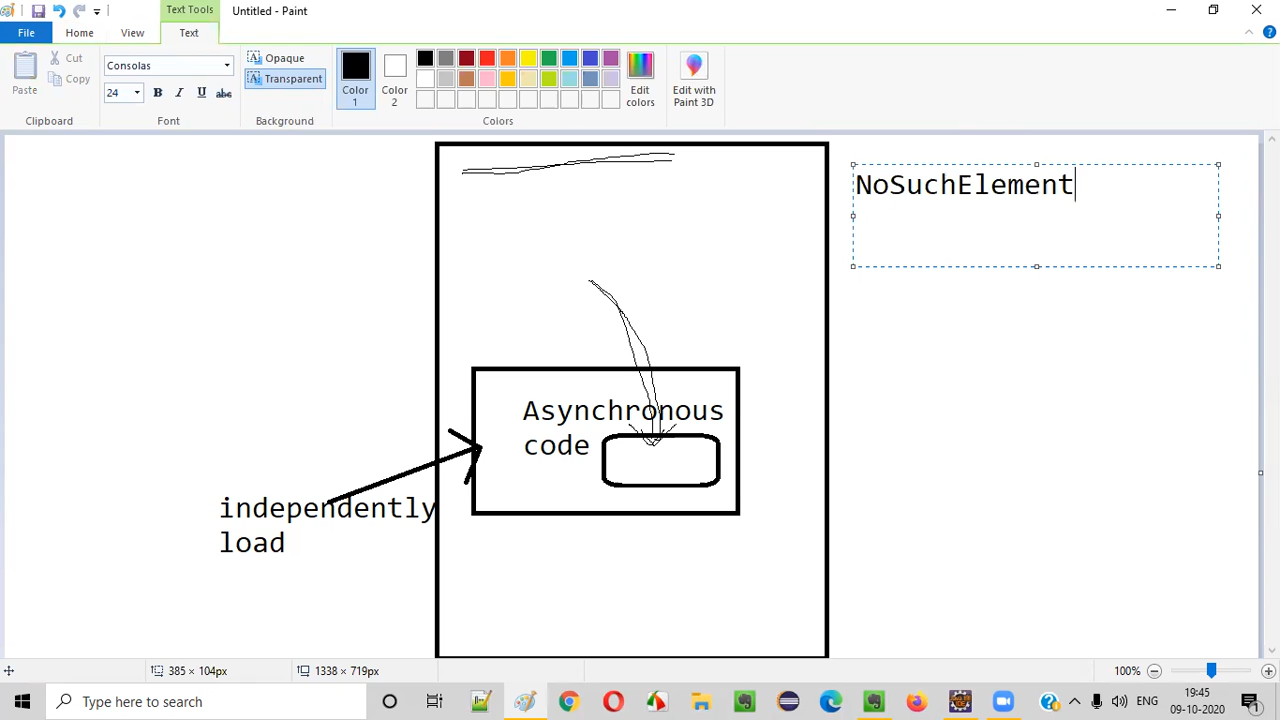 Text Tools
Untitled - Paint
File
Home
View
Text
Paste
Cut
Copy
Clipboard
Consolas
24
B I U abc
Font
Opaque
Transparent
Background
Color 1
Color 2
Edit colors
Colors
Edit with Paint 3D
NoSuchElement
Asynchronous
code
independently
load
385 × 104px
1338 × 719px
100%
Type here to search
ENG
19:45
09-10-2020